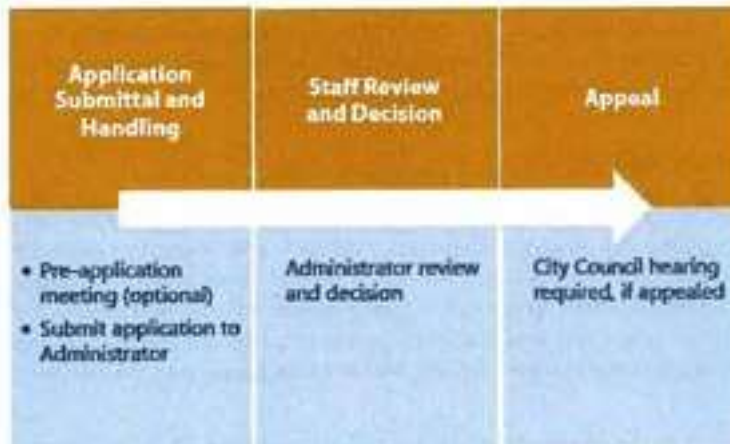 Application
Submittal and
Handling
Staff Review
and Decision
Appeal
• Pre-application
meeting (optional)
• Submit application to
Administrator
Administrator review
and decision
City Council hearing
required, if appealed